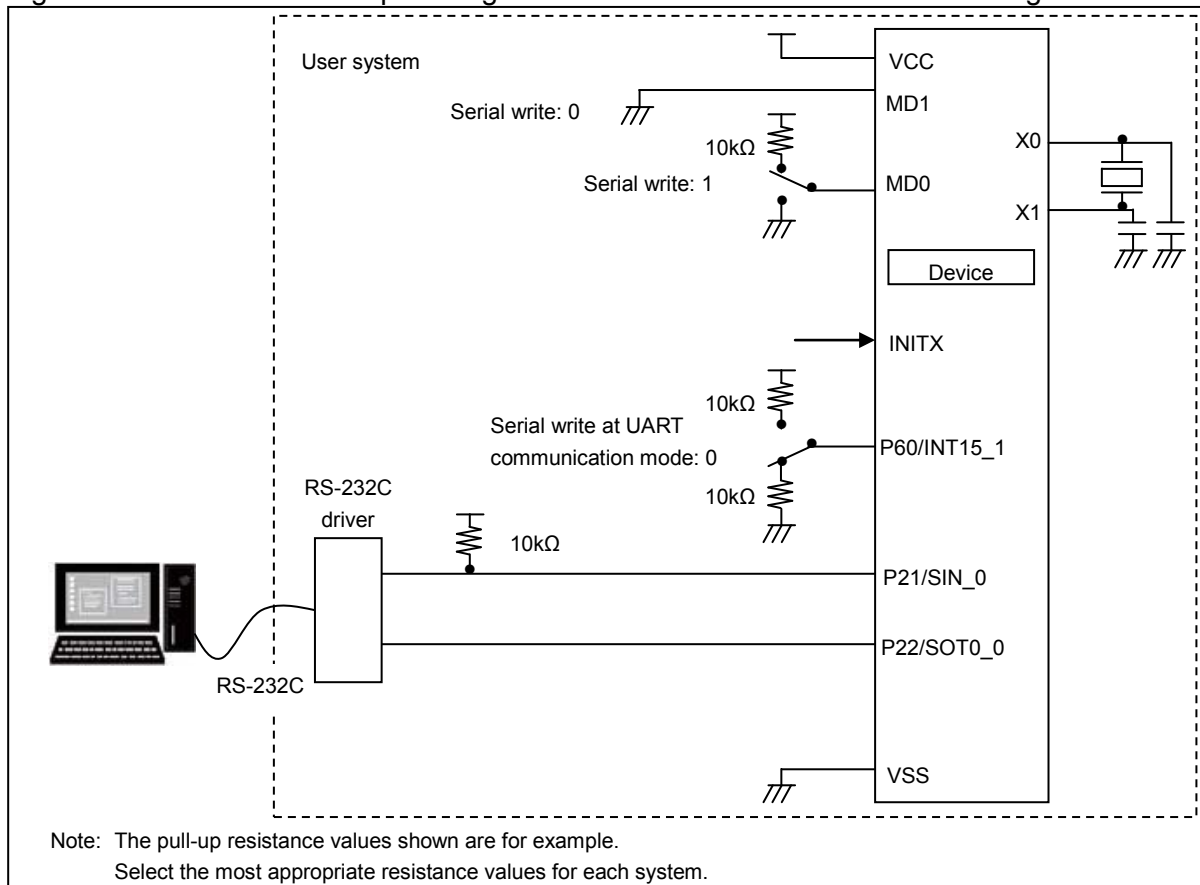 User system
VCC
Serial write: 0
MD1
10kΩ
X0
Serial write: 1
MD0
X1
Device
INITX
10kΩ
Serial write at UART
communication mode: 0
P60/INT15_1
10kΩ
RS-232C
driver
10kΩ
P21/SIN_0
P22/SOT0_0
RS-232C
VSS
Note: The pull-up resistance values shown are for example.
Select the most appropriate resistance values for each system.